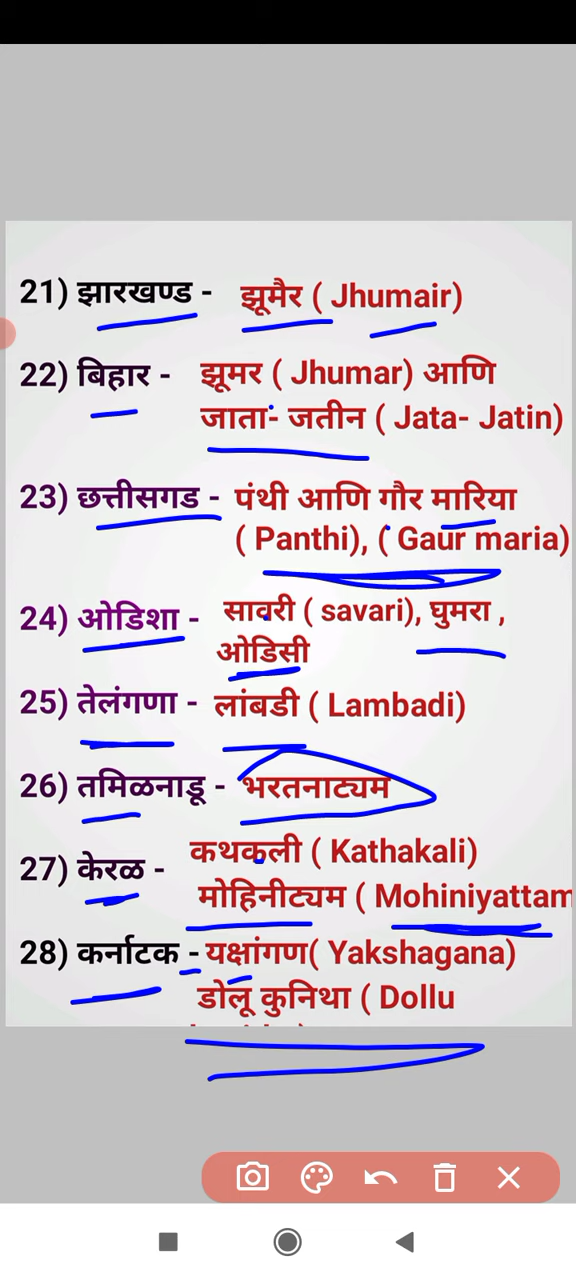 21) झारखण्ड - झूमैर ( Jhumair)
22) बिहार - झूमर ( Jhumar) आणि
जाता- जतीन ( Jata- Jatin)
23) छत्तीसगड - पंथी आणि गौर मारिया
( Panthi), ( Gaur maria)
24) ओडिशा - सावरी ( savari), घुमरा ,
ओडिसी
25) तेलंगणा - लांबडी ( Lambadi)
26) तमिळनाडू - भरतनाट्यम
27) केरळ - कथकली ( Kathakali)
मोहिनीट्यम ( Mohiniyattam
28) कर्नाटक - यक्षांगण( Yakshagana)
डोलू कुनिथा ( Dollu